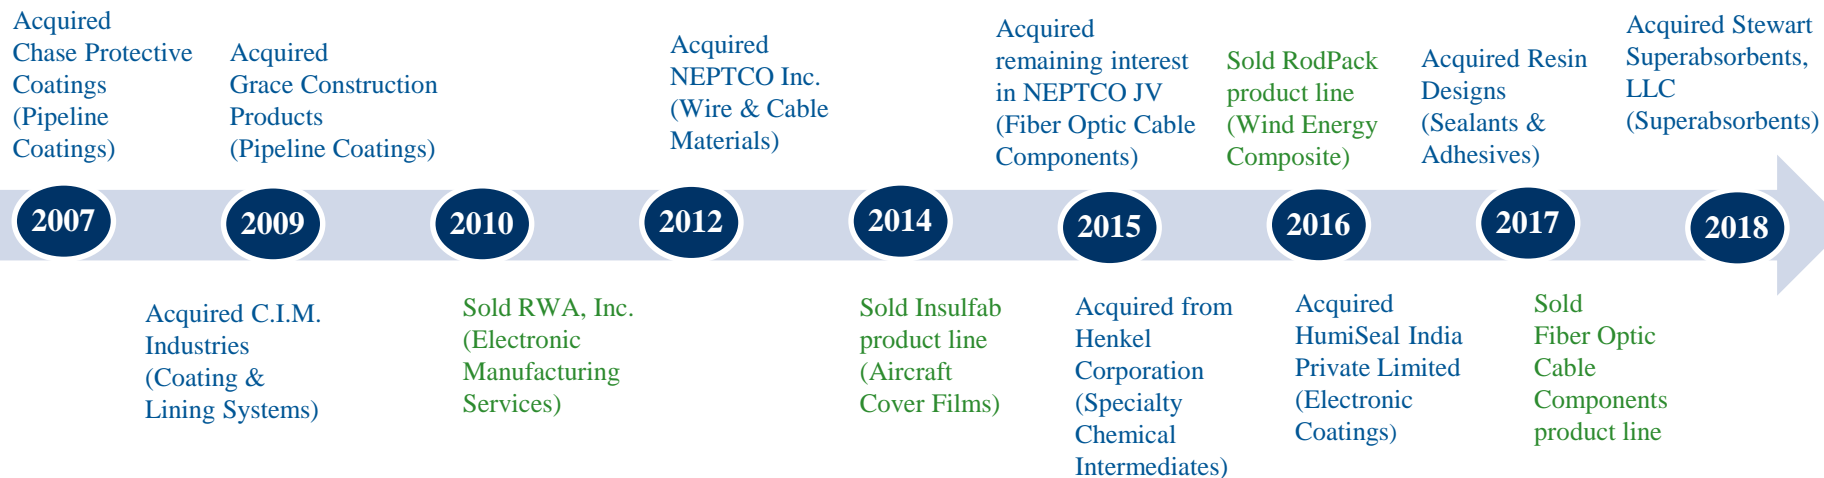 Acquired
Chase Protective
Coatings
(Pipeline
Coatings)
Acquired
Grace Construction
Products
(Pipeline Coatings)
Acquired
NEPTCO Inc.
(Wire & Cable
Materials)
Acquired
remaining interest
in NEPTCO JV
(Fiber Optic Cable
Components)
Sold RodPack
product line
(Wind Energy
Composite)
Acquired Resin
Designs
(Sealants &
Adhesives)
Acquired Stewart
Superabsorbents,
LLC
(Superabsorbents)
2007
2009
2010
2012
2014
2015
2016
2017
2018
Acquired C.I.M.
Industries
(Coating &
Lining Systems)
Sold RWA, Inc.
(Electronic
Manufacturing
Services)
Sold Insulfab
product line
(Aircraft
Cover Films)
Acquired from
Henkel
Corporation
(Specialty
Chemical
Intermediates)
Acquired
HumiSeal India
Private Limited
(Electronic
Coatings)
Sold
Fiber Optic
Cable
Components
product line